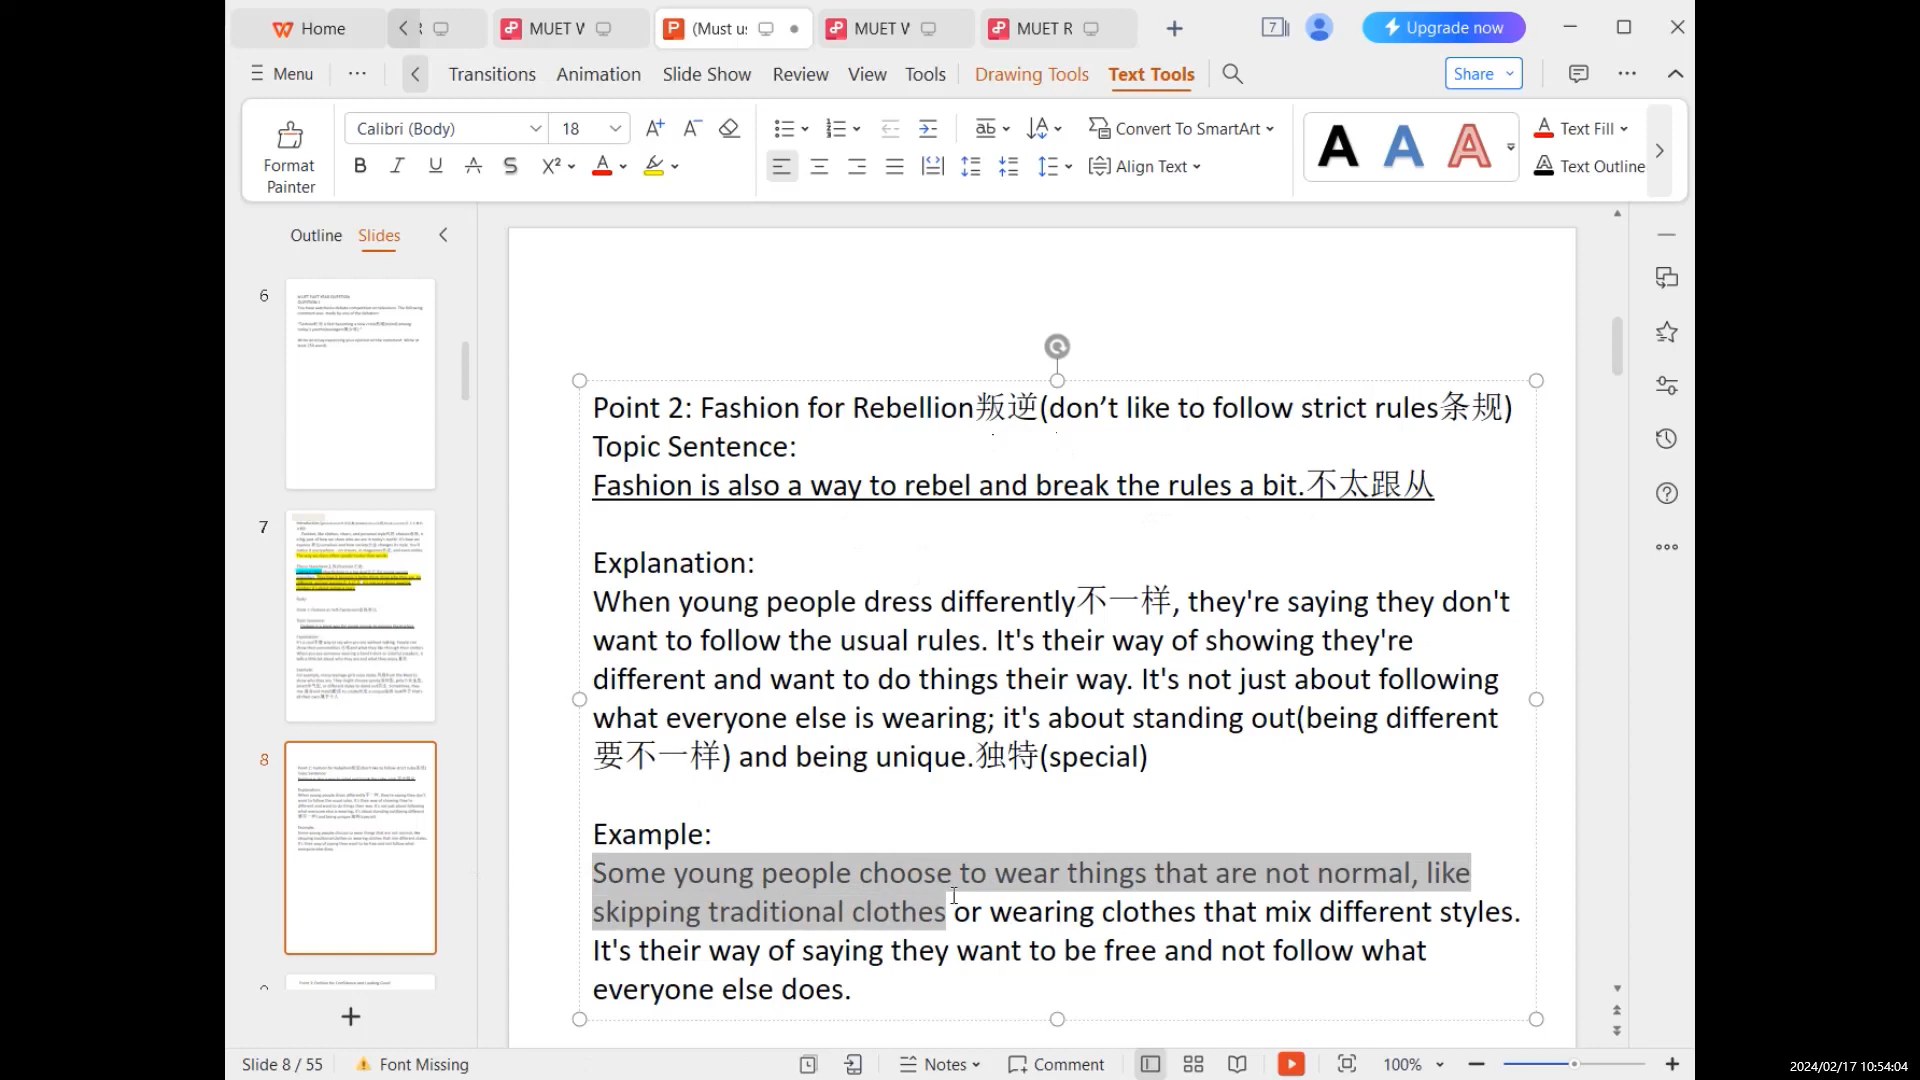 Home
MUET V
(Must u:
MUET V
MUET R
7
Upgrade now
Menu
Transitions
Animation
Slide Show
Review
View
Tools
Drawing Tools
Text Tools
Share
Format
Painter
Calibri (Body)
18
Convert To SmartArt
Align Text
Text Fill
Text Outline
Outline
Slides
6
7
8
Point 2: Fashion for Rebellion叛逆(don’t like to follow strict rules条规)
Topic Sentence:
Fashion is also a way to rebel and break the rules a bit.不太跟从
Explanation:
When young people dress differently不一样, they're saying they don't
want to follow the usual rules. It's their way of showing they're
different and want to do things their way. It's not just about following
what everyone else is wearing; it's about standing out(being different
要不一样) and being unique.独特(special)
Example:
Some young people choose to wear things that are not normal, like
skipping traditional clothes or wearing clothes that mix different styles.
It's their way of saying they want to be free and not follow what
everyone else does.
Slide 8 / 55
Font Missing
Notes
Comment
100%
2024/02/17 10:54:04